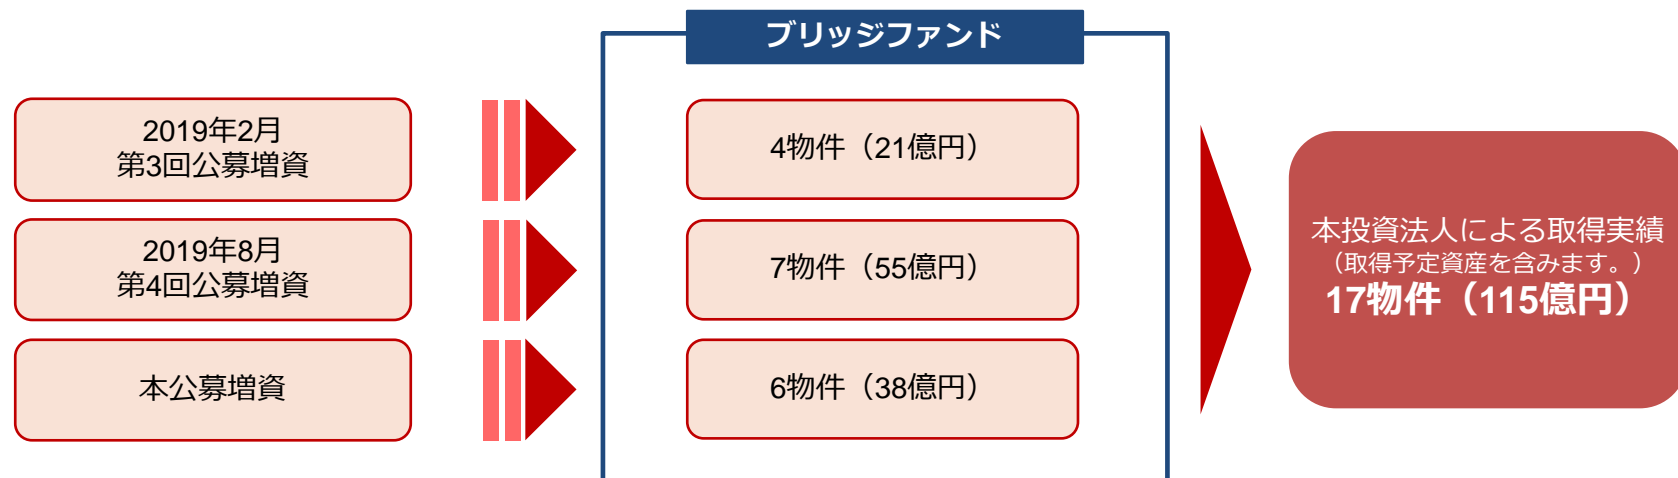 ブリッジファンド
2019年2月
第3回公募増資
4物件（21億円）
2019年8月
第4回公募増資
7物件（55億円）
本公募増資
6物件（38億円）
本投資法人による取得実績
（取得予定資産を含みます。）
17物件（115億円）